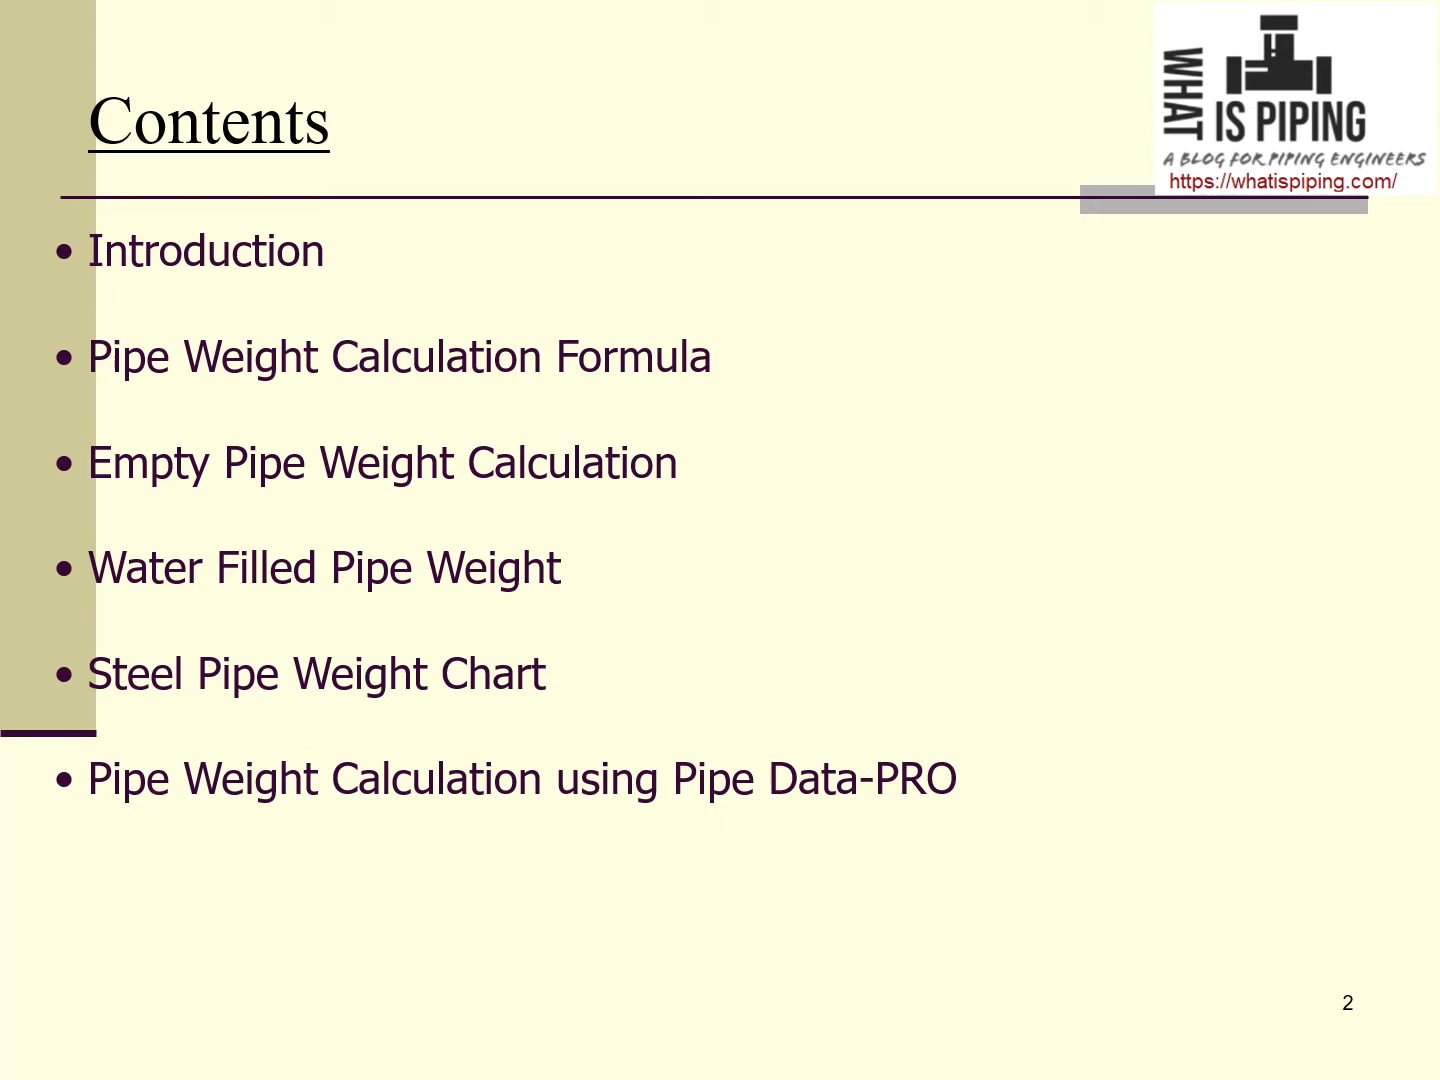 WHAT
IS PIPING
A BLOG FOR PIPING ENGINEERS
https://whatispiping.com/
Contents
• Introduction
• Pipe Weight Calculation Formula
• Empty Pipe Weight Calculation
• Water Filled Pipe Weight
• Steel Pipe Weight Chart
• Pipe Weight Calculation using Pipe Data-PRO
2